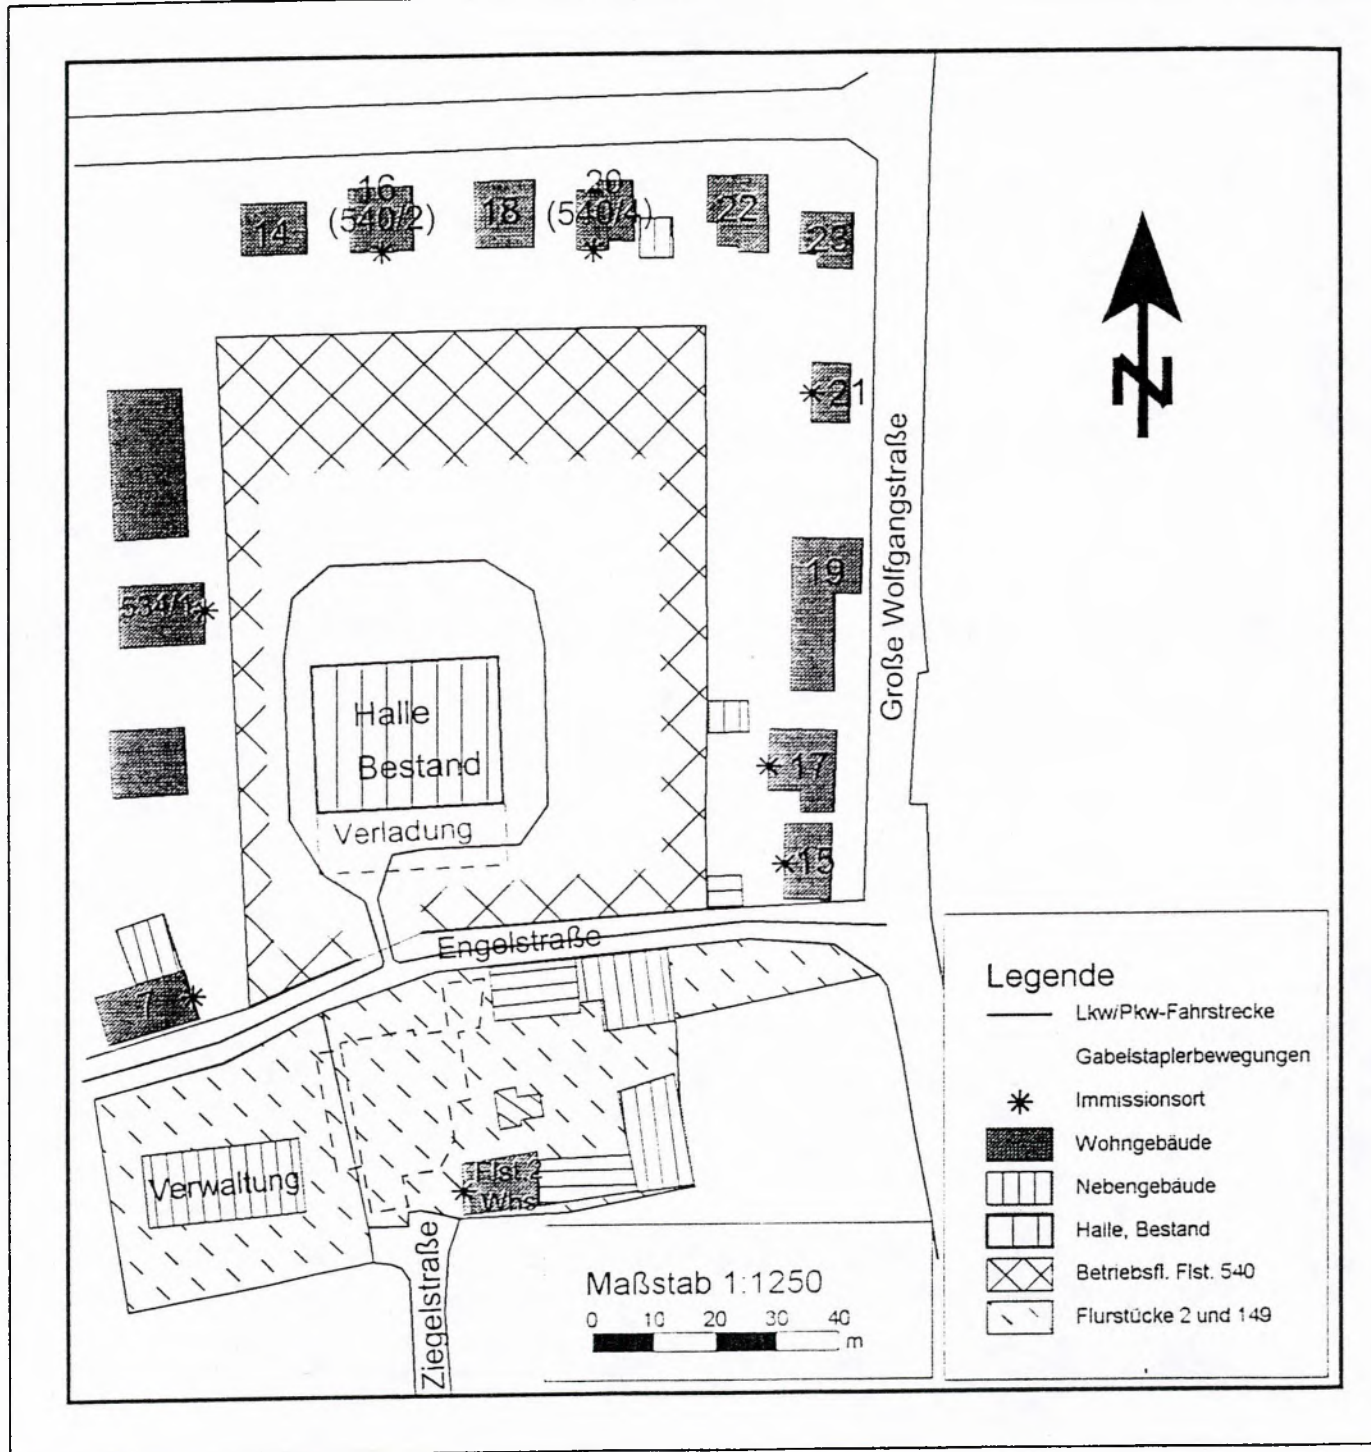 16
20
14
(540/2)
18
(540/4)
22
23
21
N
Große Wolfgangstraße
534/1
19
Halle
Bestand
17
Verladung
15
Engelstraße
7
Legende
Lkw/Pkw-Fahrstrecke
Gabelstaplerbewegungen
Immissionsort
Wohngebäude
Nebengebäude
Halle, Bestand
Betriebsfl. Flst. 540
Flurstücke 2 und 149
Verwaltung
Flst.2
Whs
Ziegelstraße
Maßstab 1:1250
0 10 20 30 40
m